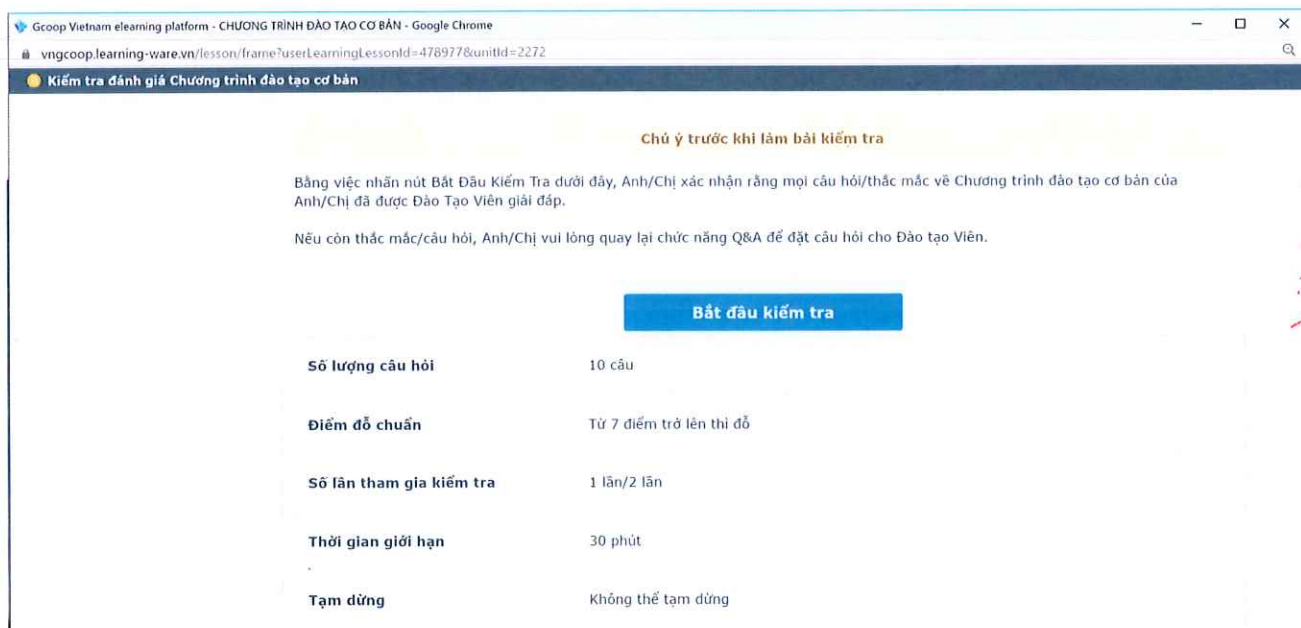 Gcoop Vietnam elearning platform - CHƯƠNG TRÌNH ĐÀO TẠO CƠ BẢN - Google Chrome
vngcoop.learning-ware.vn/lesson/frame?userLearningLessonId=478977&unitId=2272
Kiểm tra đánh giá Chương trình đào tạo cơ bản
Chú ý trước khi làm bài kiểm tra
Bằng việc nhấn nút Bắt Đầu Kiểm Tra dưới đây, Anh/Chị xác nhận rằng mọi câu hỏi/thắc mắc về Chương trình đào tạo cơ bản của
Anh/Chị đã được Đào Tạo Viên giải đáp.
Nếu còn thắc mắc/câu hỏi, Anh/Chị vui lòng quay lại chức năng Q&A để đặt câu hỏi cho Đào tạo Viên.
Bắt đầu kiểm tra
Số lượng câu hỏi 10 câu
Điểm đỗ chuẩn Từ 7 điểm trở lên thì đỗ
Số lần tham gia kiểm tra 1 lần/2 lần
Thời gian giới hạn 30 phút
Tạm dừng Không thể tạm dừng